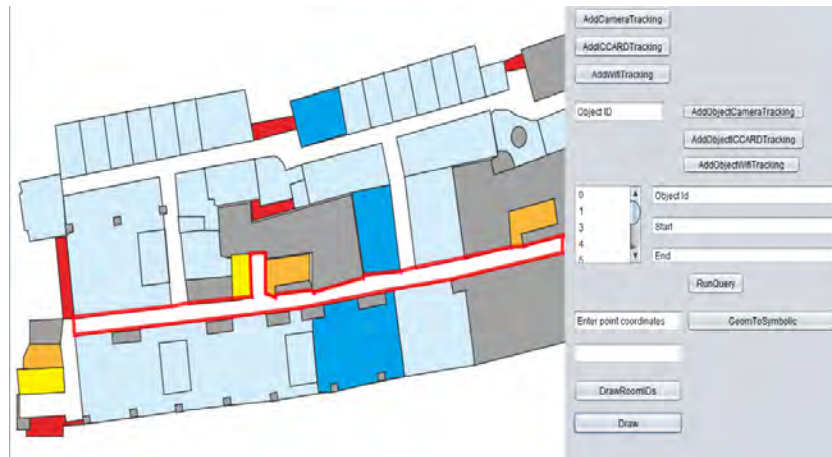 AddCameraTracking
AddICCARDTracking
AddWifiTracking
Object ID
AddObjectCameraTracking
AddObjectICCARDTracking
AddObjectWifiTracking
0
1
3
4
5
Object Id
Start
End
RunQuery
Enter point coordinates
GeomToSymbolic
DrawRoomIDs
Draw